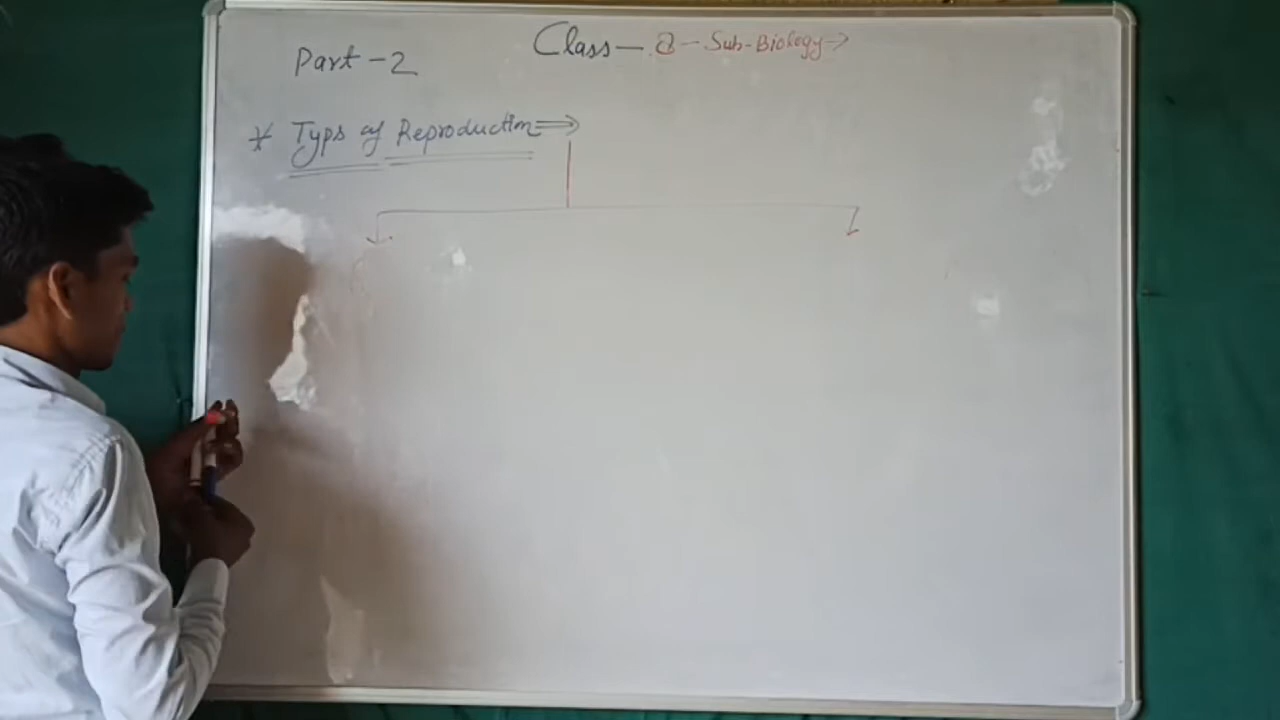 Part - 2
Class — 8 - Sub-Biology →
* Typs of Reproduction ⇒